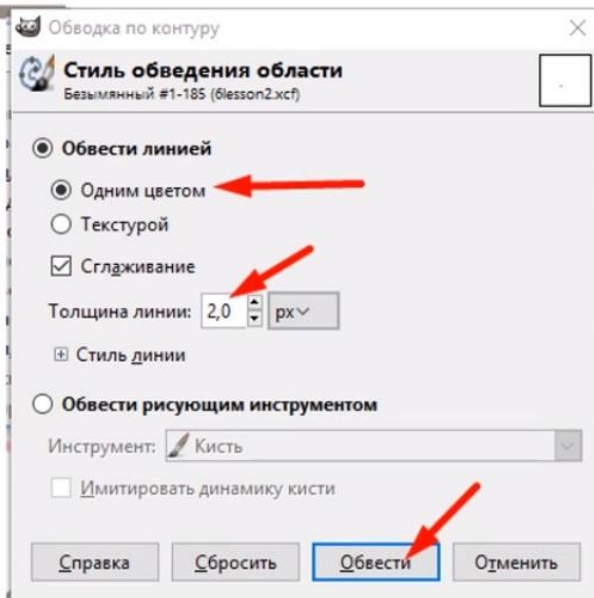 Обводка по контуру
Стиль обведения области
Безымянный #1-185 (6lesson2.xcf)
Обвести линией
Одним цветом
Текстурой
Сглаживание
Толщина линии: 2,0 px
Стиль линии
Обвести рисующим инструментом
Инструмент: Кисть
Имитировать динамику кисти
Справка Сбросить Обвести Отменить